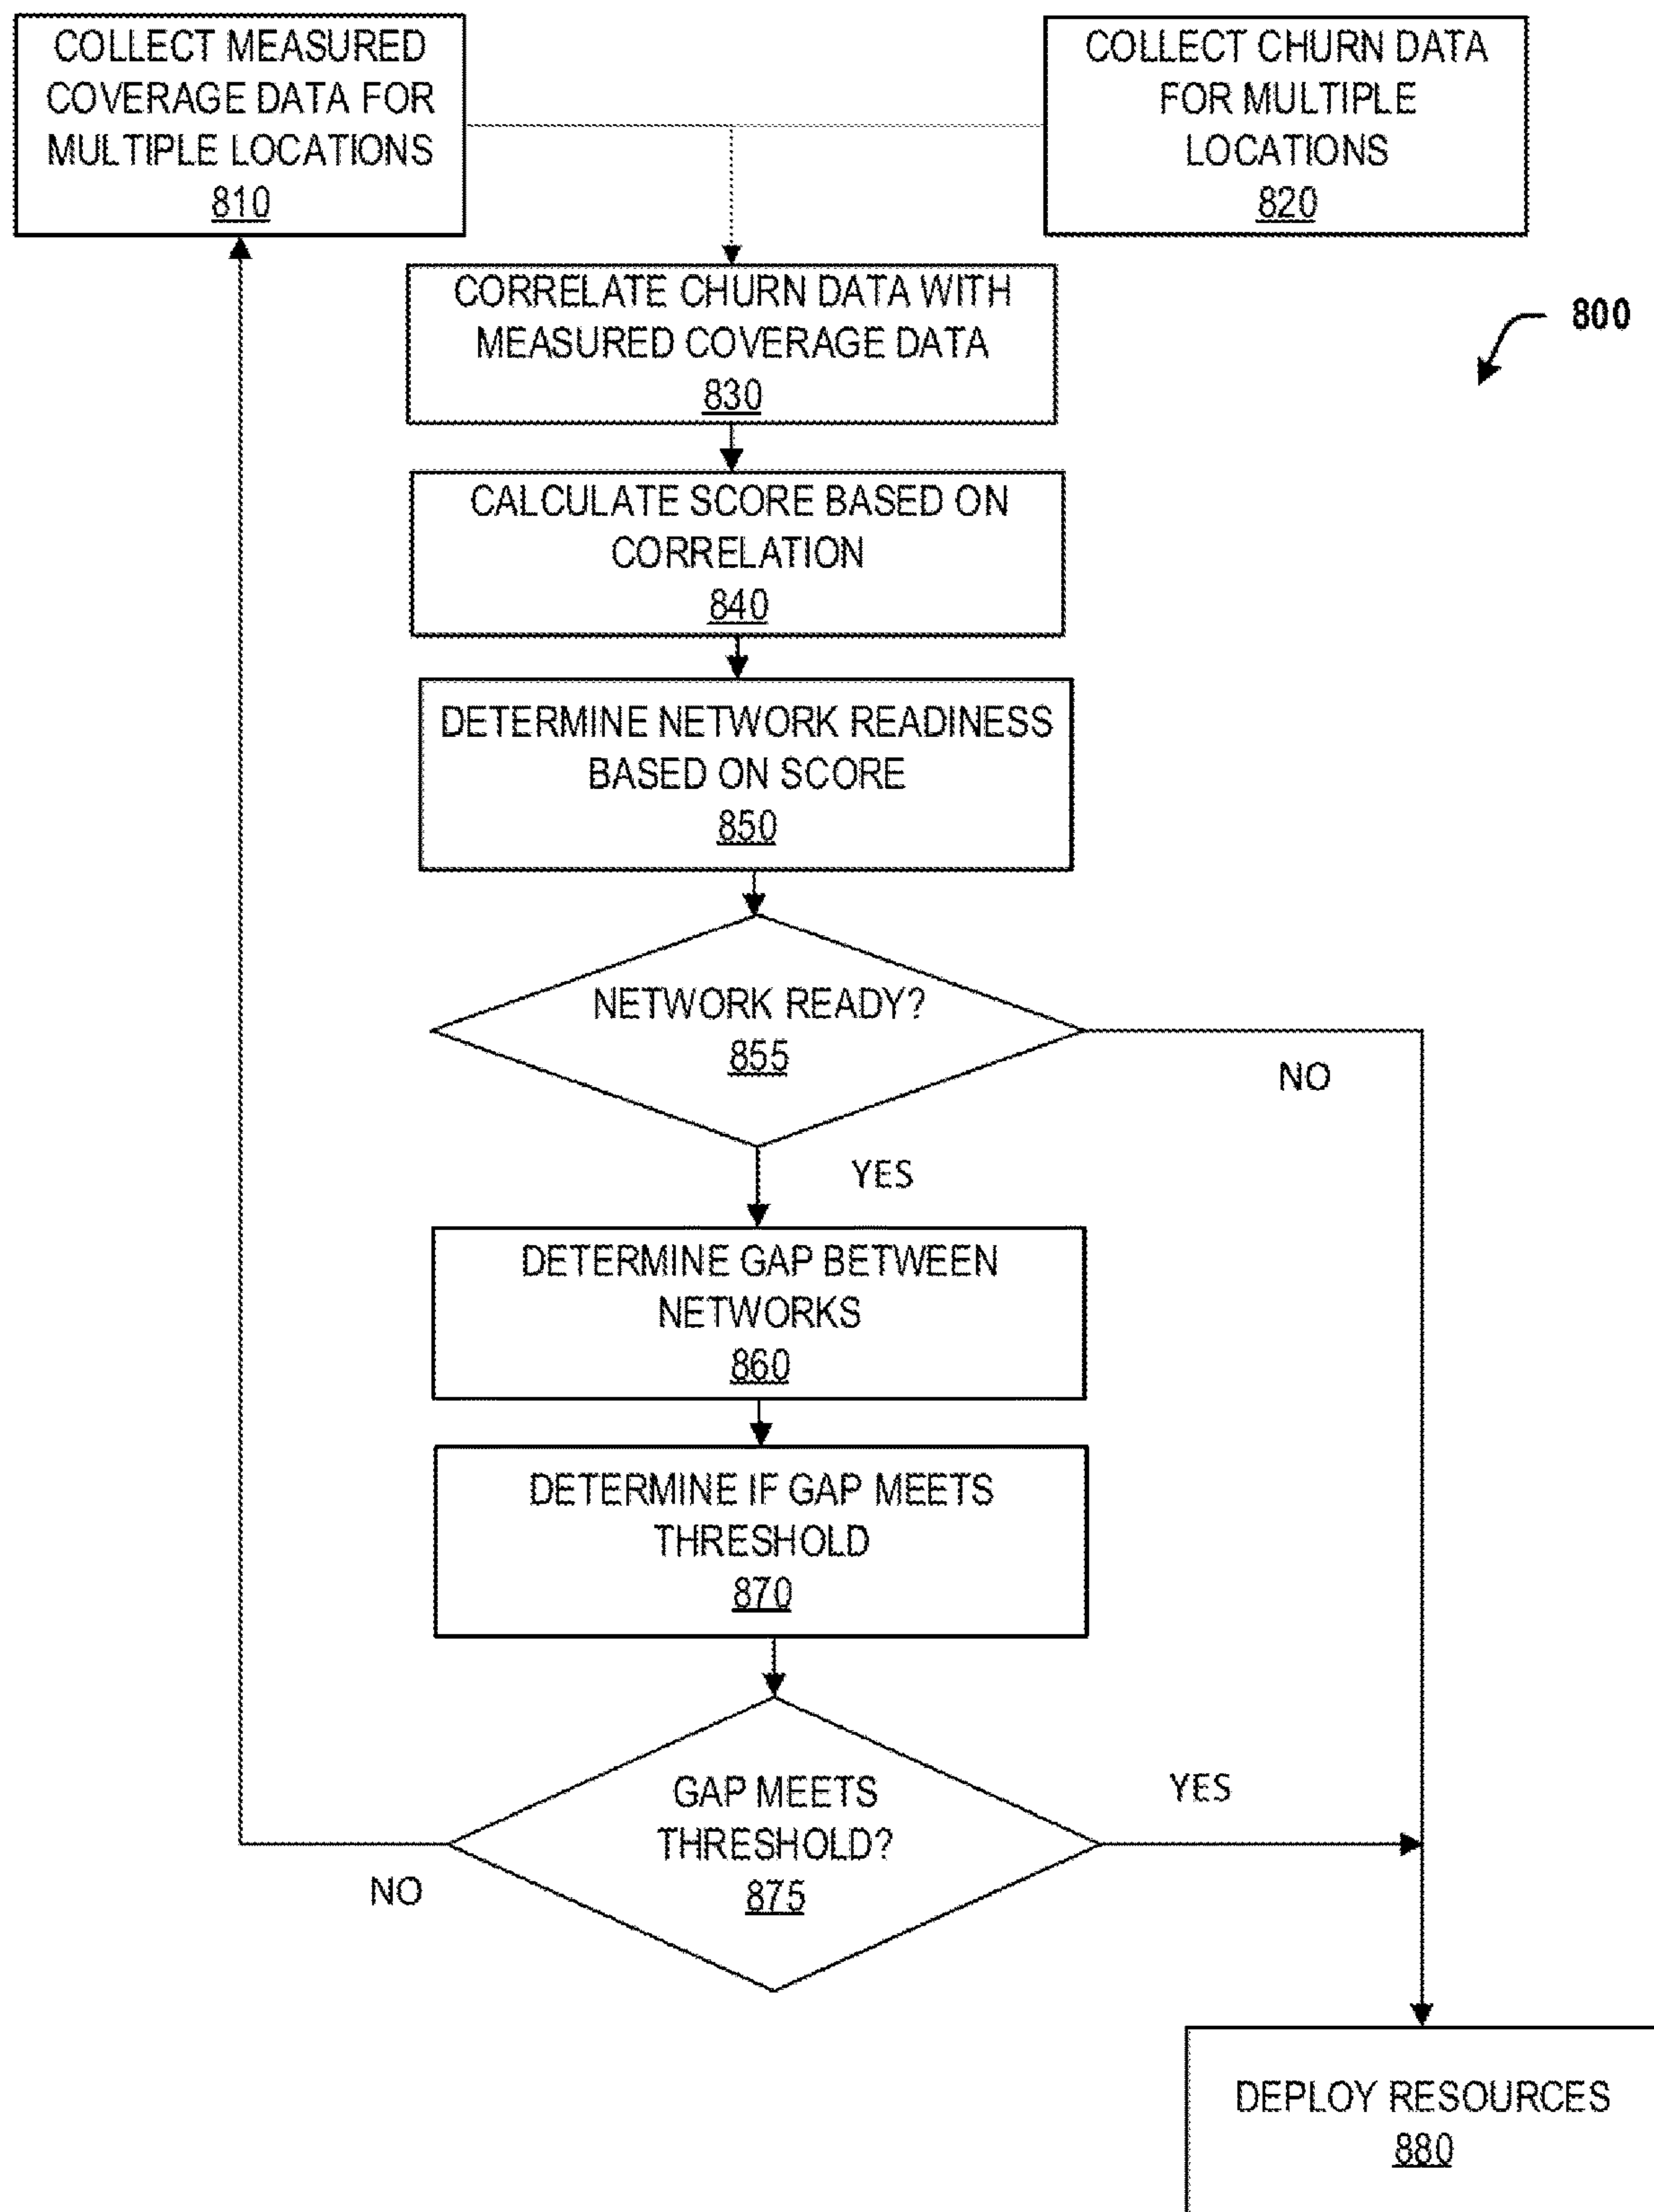 COLLECT MEASURED
COVERAGE DATA FOR
MULTIPLE LOCATIONS
810
COLLECT CHURN DATA
FOR MULTIPLE
LOCATIONS
820
CORRELATE CHURN DATA WITH
MEASURED COVERAGE DATA
830
800
CALCULATE SCORE BASED ON
CORRELATION
840
DETERMINE NETWORK READINESS
BASED ON SCORE
850
NETWORK READY?
855
NO
YES
DETERMINE GAP BETWEEN
NETWORKS
860
DETERMINE IF GAP MEETS
THRESHOLD
870
GAP MEETS
THRESHOLD?
875
YES
NO
DEPLOY RESOURCES
880